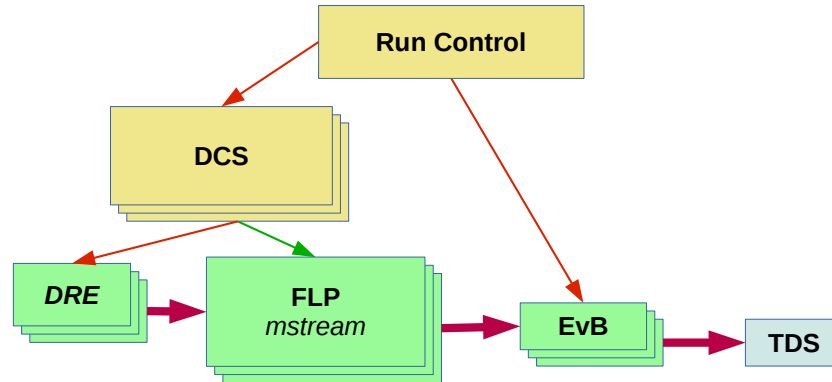 Run Control
DCS
DRE
FLP
mstream
EvB
TDS